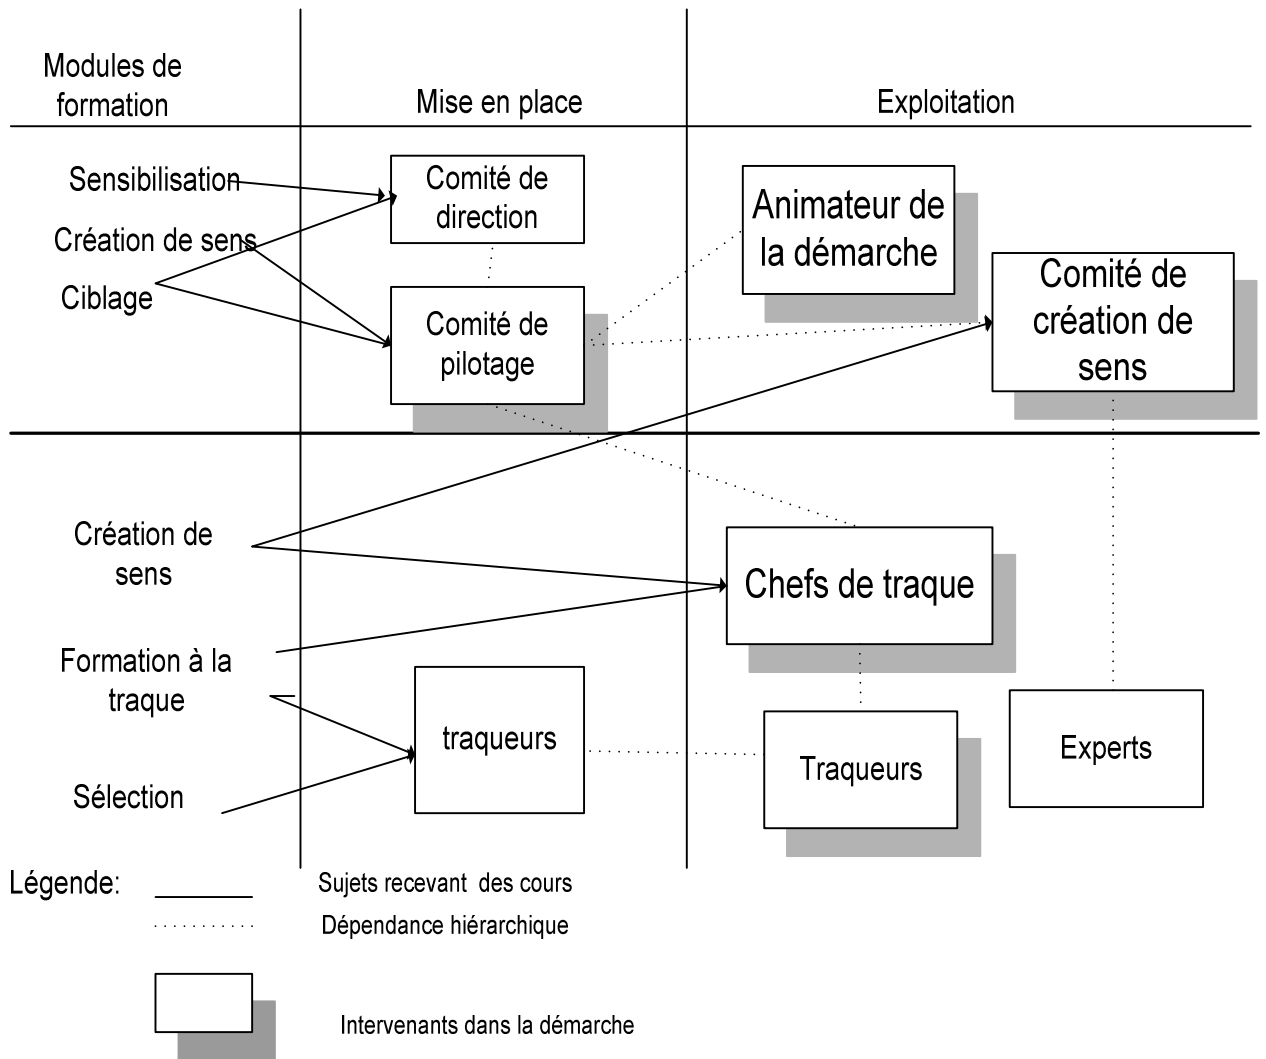 Modules de
formation
Mise en place
Exploitation
Sensibilisation
Création de sens
Ciblage
Comité de
direction
Comité de
pilotage
Animateur de
la démarche
Comité de
création de
sens
Création de
sens
Formation à la
traque
Sélection
traqueurs
Chefs de traque
Traqueurs
Experts
Légende:
Sujets recevant des cours
Dépendance hiérarchique
Intervenants dans la démarche